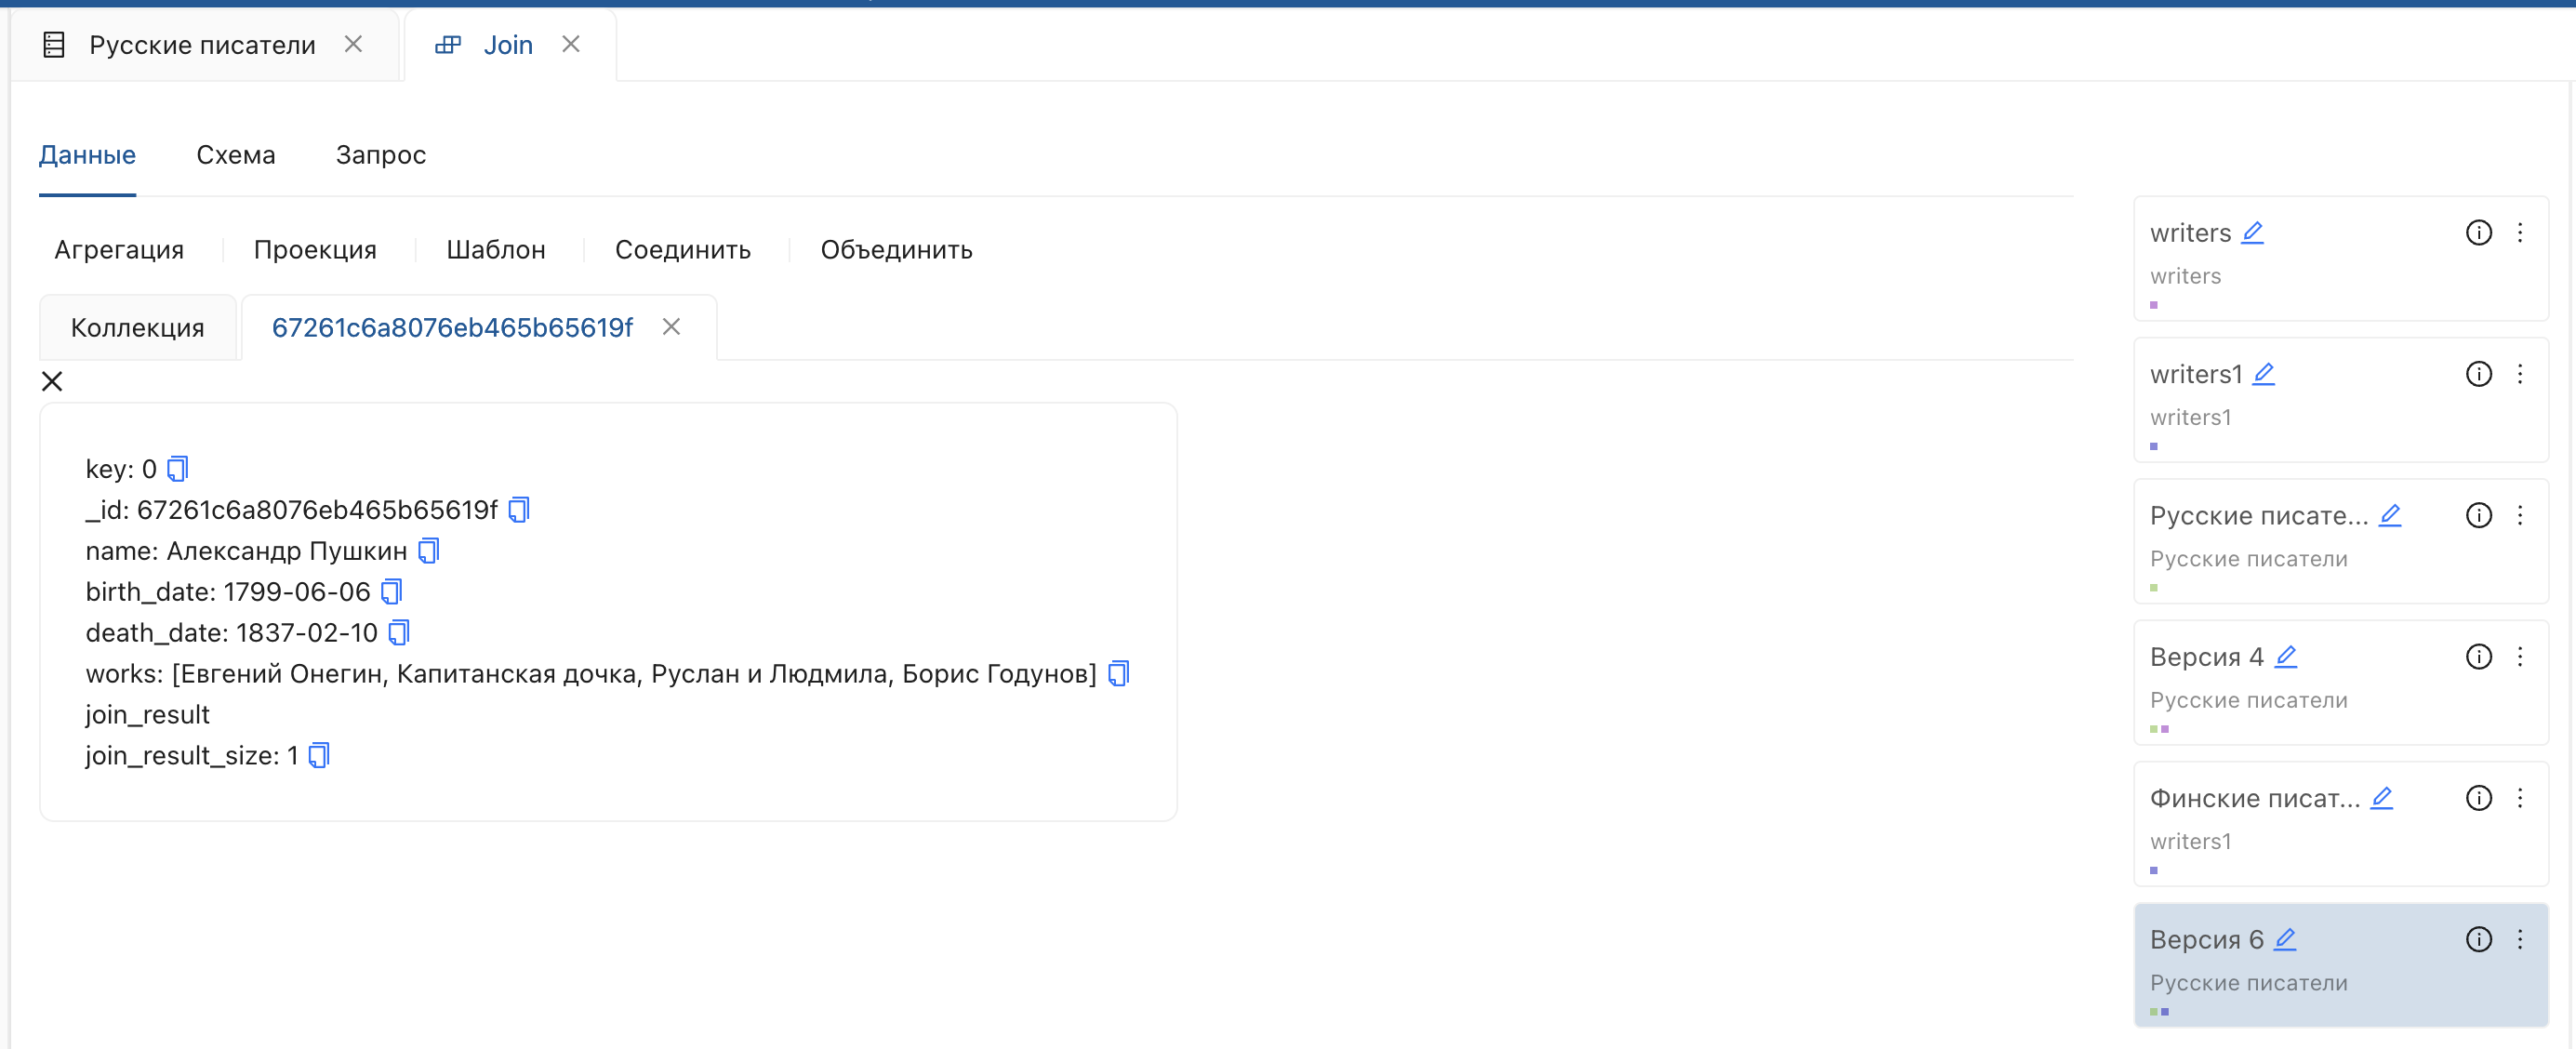 Русские писатели
Join
Данные Схема Запрос
Агрегация Проекция Шаблон Соединить Объединить
Коллекция 67261c6a8076eb465b65619f
key: 0
_id: 67261c6a8076eb465b65619f
name: Александр Пушкин
birth_date: 1799-06-06
death_date: 1837-02-10
works: [Евгений Онегин, Капитанская дочка, Руслан и Людмила, Борис Годунов]
join_result
join_result_size: 1
writers
writers
writers1
writers1
Русские писате...
Русские писатели
Версия 4
Русские писатели
Финские писат...
writers1
Версия 6
Русские писатели